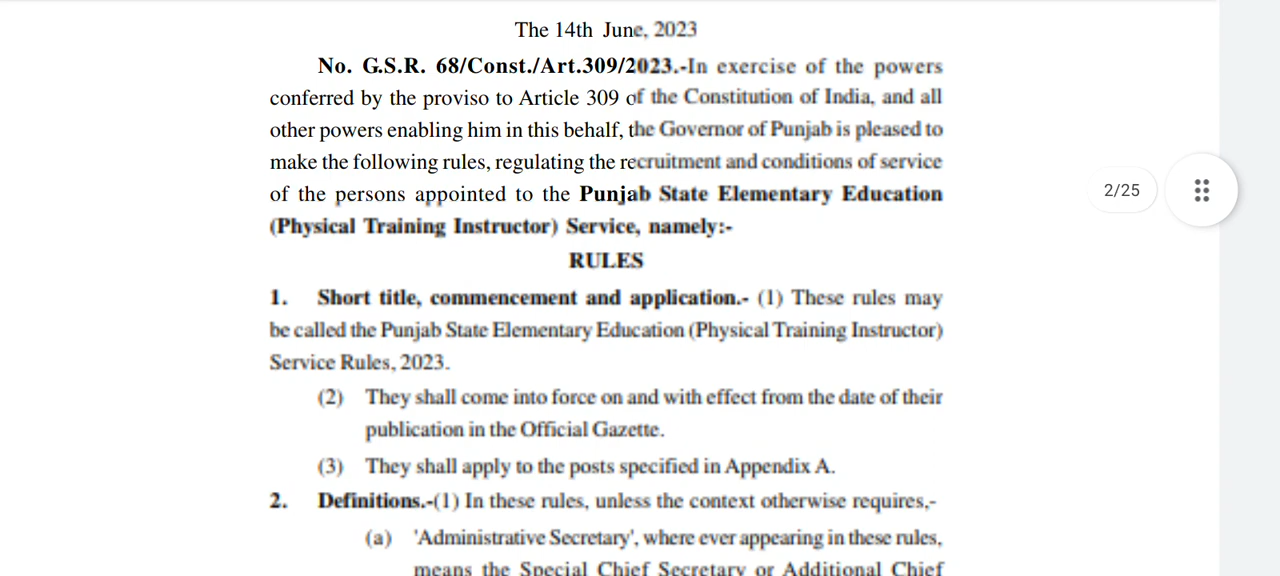 The 14th June, 2023
No. G.S.R. 68/Const./Art.309/2023.-In exercise of the powers
conferred by the proviso to Article 309 of the Constitution of India, and all
other powers enabling him in this behalf, the Governor of Punjab is pleased to
make the following rules, regulating the recruitment and conditions of service
of the persons appointed to the Punjab State Elementary Education
(Physical Training Instructor) Service, namely:-
RULES
1. Short title, commencement and application.- (1) These rules may
be called the Punjab State Elementary Education (Physical Training Instructor)
Service Rules, 2023.
(2) They shall come into force on and with effect from the date of their
publication in the Official Gazette.
(3) They shall apply to the posts specified in Appendix A.
2. Definitions.-(1) In these rules, unless the context otherwise requires,-
(a) 'Administrative Secretary', where ever appearing in these rules,
means the Special Chief Secretary or Additional Chief
2/25